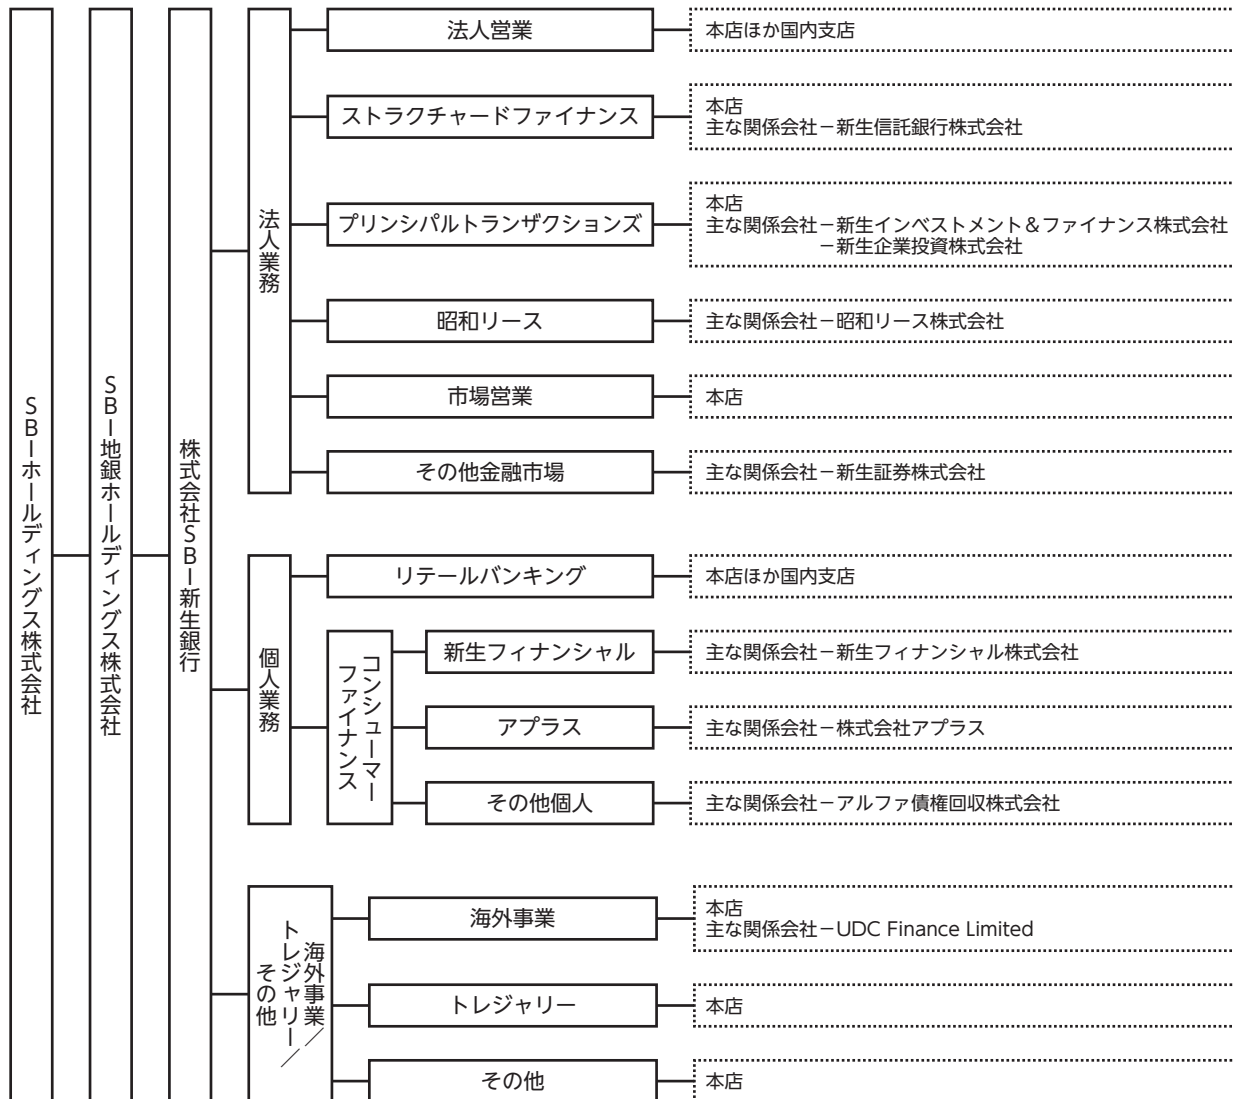 SBIホールディングス株式会社
SBI地銀ホールディングス株式会社
株式会社SBI新生銀行
法人業務
法人営業
本店ほか国内支店
ストラクチャードファイナンス
本店
主な関係会社－新生信託銀行株式会社
プリンシパルトランザクションズ
本店
主な関係会社－新生インベストメント＆ファイナンス株式会社
－新生企業投資株式会社
昭和リース
主な関係会社－昭和リース株式会社
市場営業
本店
その他金融市場
主な関係会社－新生証券株式会社
個人業務
リテールバンキング
本店ほか国内支店
コンシューマー
ファイナンス
新生フィナンシャル
主な関係会社－新生フィナンシャル株式会社
アプラス
主な関係会社－株式会社アプラス
その他個人
主な関係会社－アルファ債権回収株式会社
海外事業／
トレジャリー／
その他
海外事業
本店
主な関係会社－UDC Finance Limited
トレジャリー
本店
その他
本店